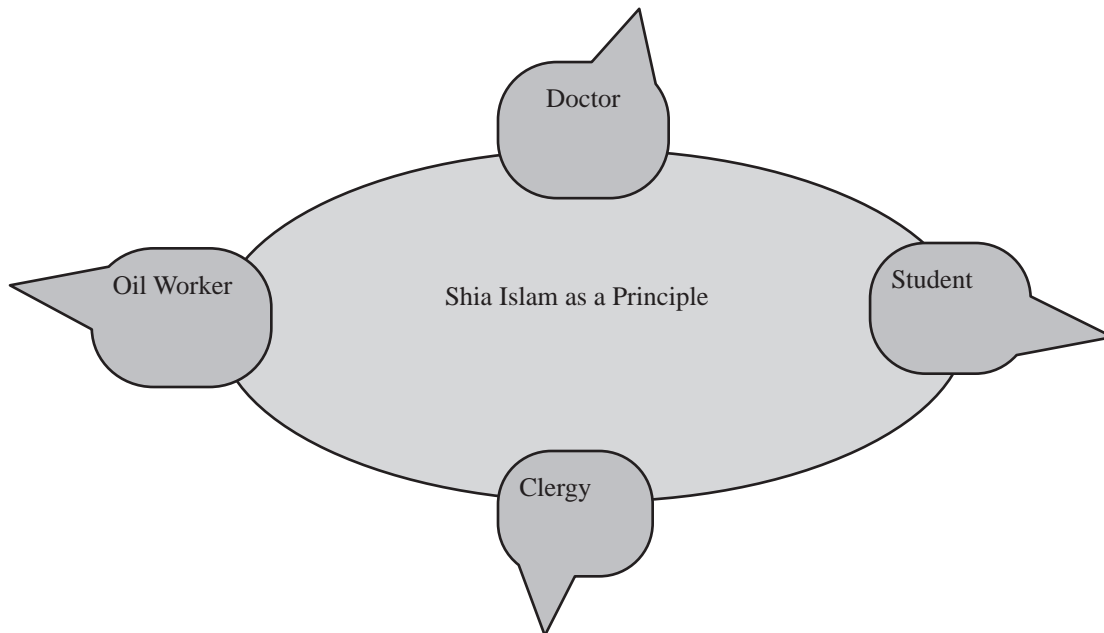 Doctor
Oil Worker
Shia Islam as a Principle
Student
Clergy